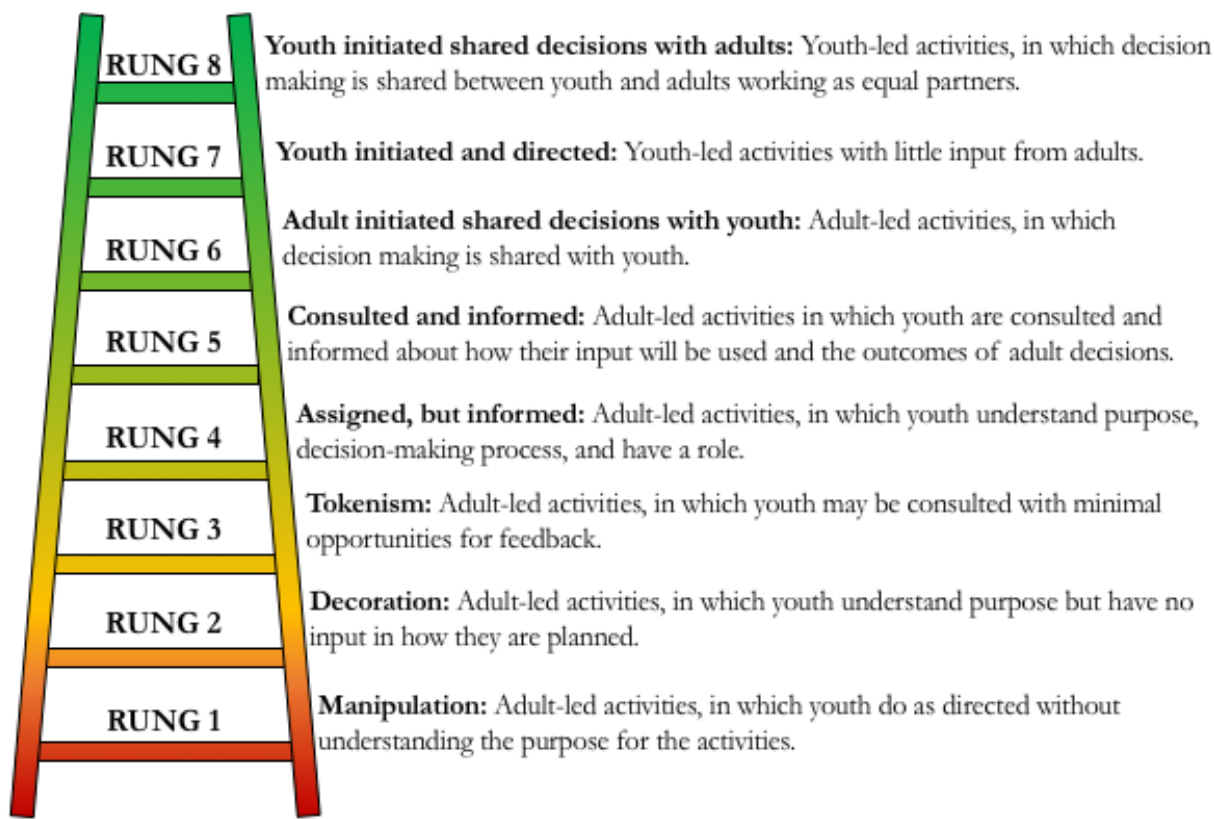 RUNG 8
Youth initiated shared decisions with adults: Youth-led activities, in which decision
making is shared between youth and adults working as equal partners.
RUNG 7
Youth initiated and directed: Youth-led activities with little input from adults.
RUNG 6
Adult initiated shared decisions with youth: Adult-led activities, in which
decision making is shared with youth.
RUNG 5
Consulted and informed: Adult-led activities in which youth are consulted and
informed about how their input will be used and the outcomes of adult decisions.
RUNG 4
Assigned, but informed: Adult-led activities, in which youth understand purpose,
decision-making process, and have a role.
RUNG 3
Tokenism: Adult-led activities, in which youth may be consulted with minimal
opportunities for feedback.
RUNG 2
Decoration: Adult-led activities, in which youth understand purpose but have no
input in how they are planned.
RUNG 1
Manipulation: Adult-led activities, in which youth do as directed without
understanding the purpose for the activities.